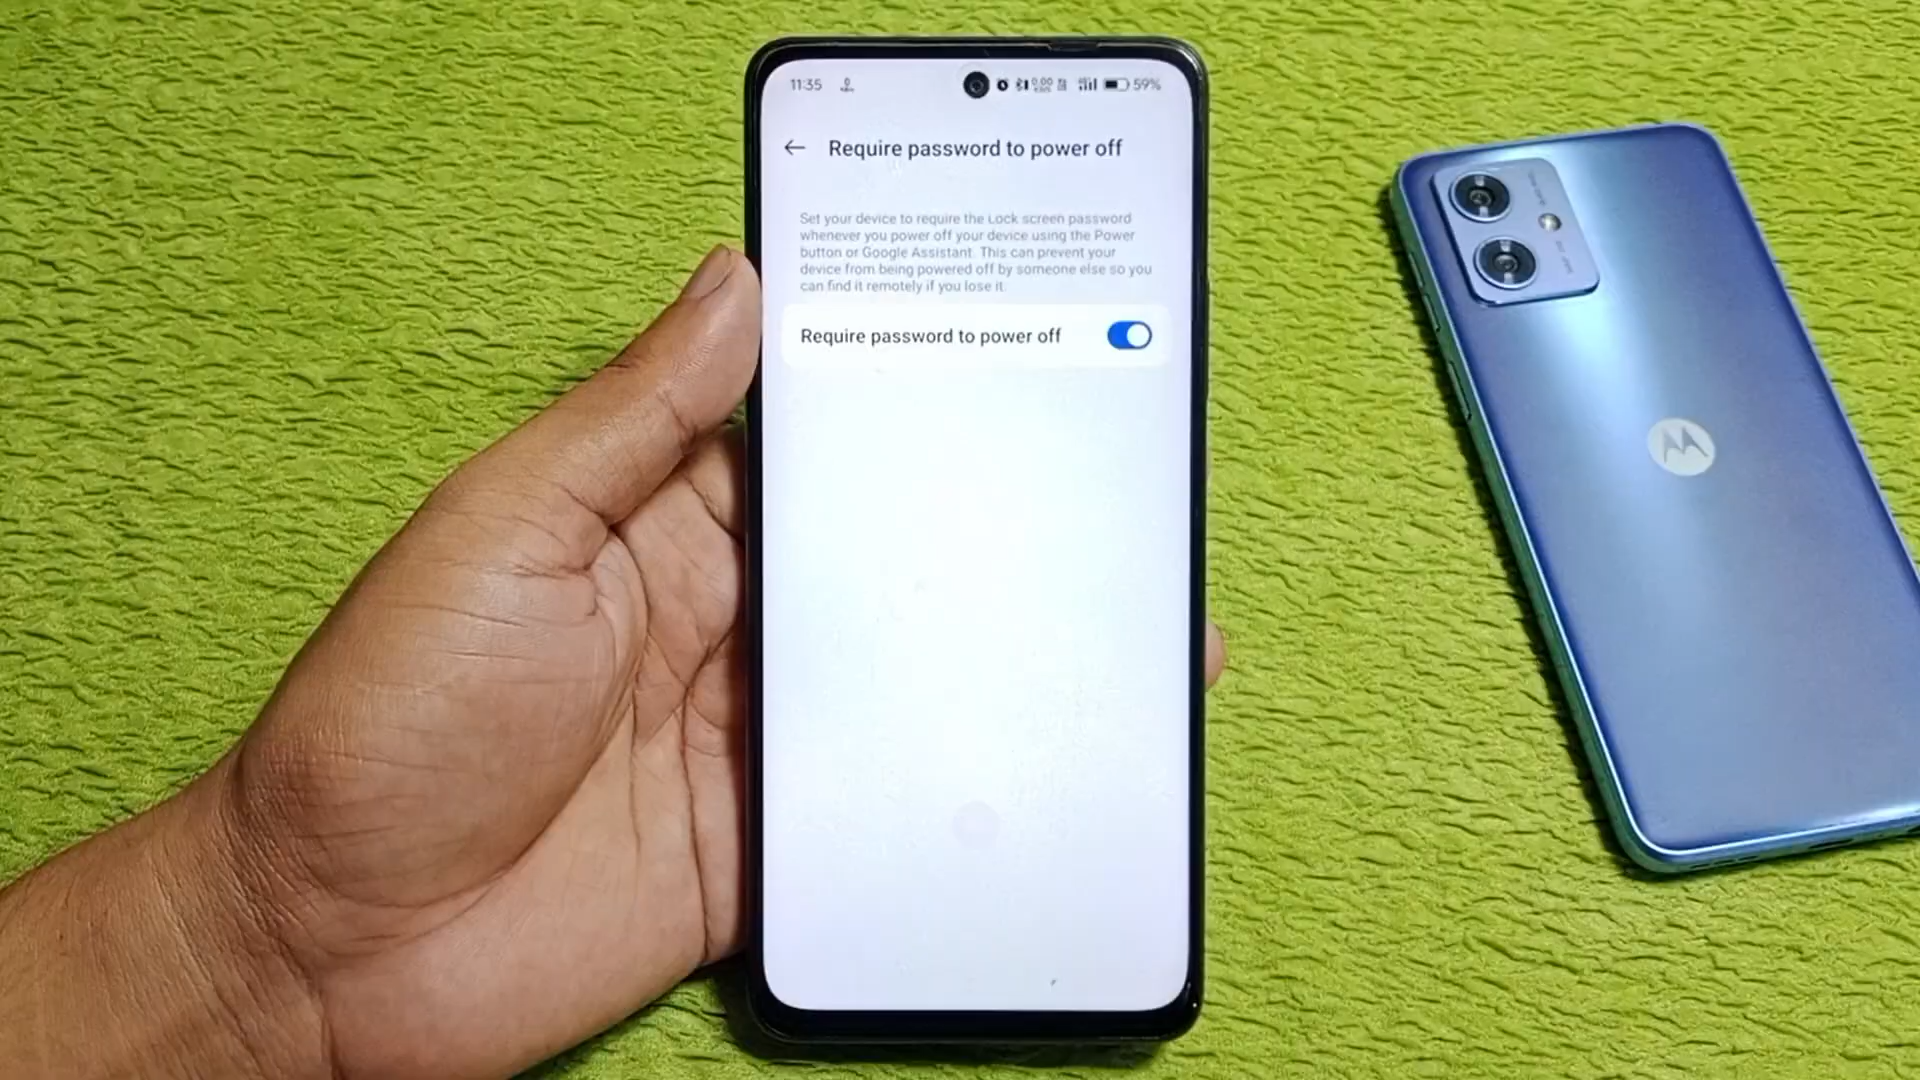 11:35
59%
Require password to power off
Set your device to require the Lock screen password
whenever you power off your device using the Power
button or Google Assistant. This can prevent your
device from being powered off by someone else so you
can find it remotely if you lose it.
Require password to power off